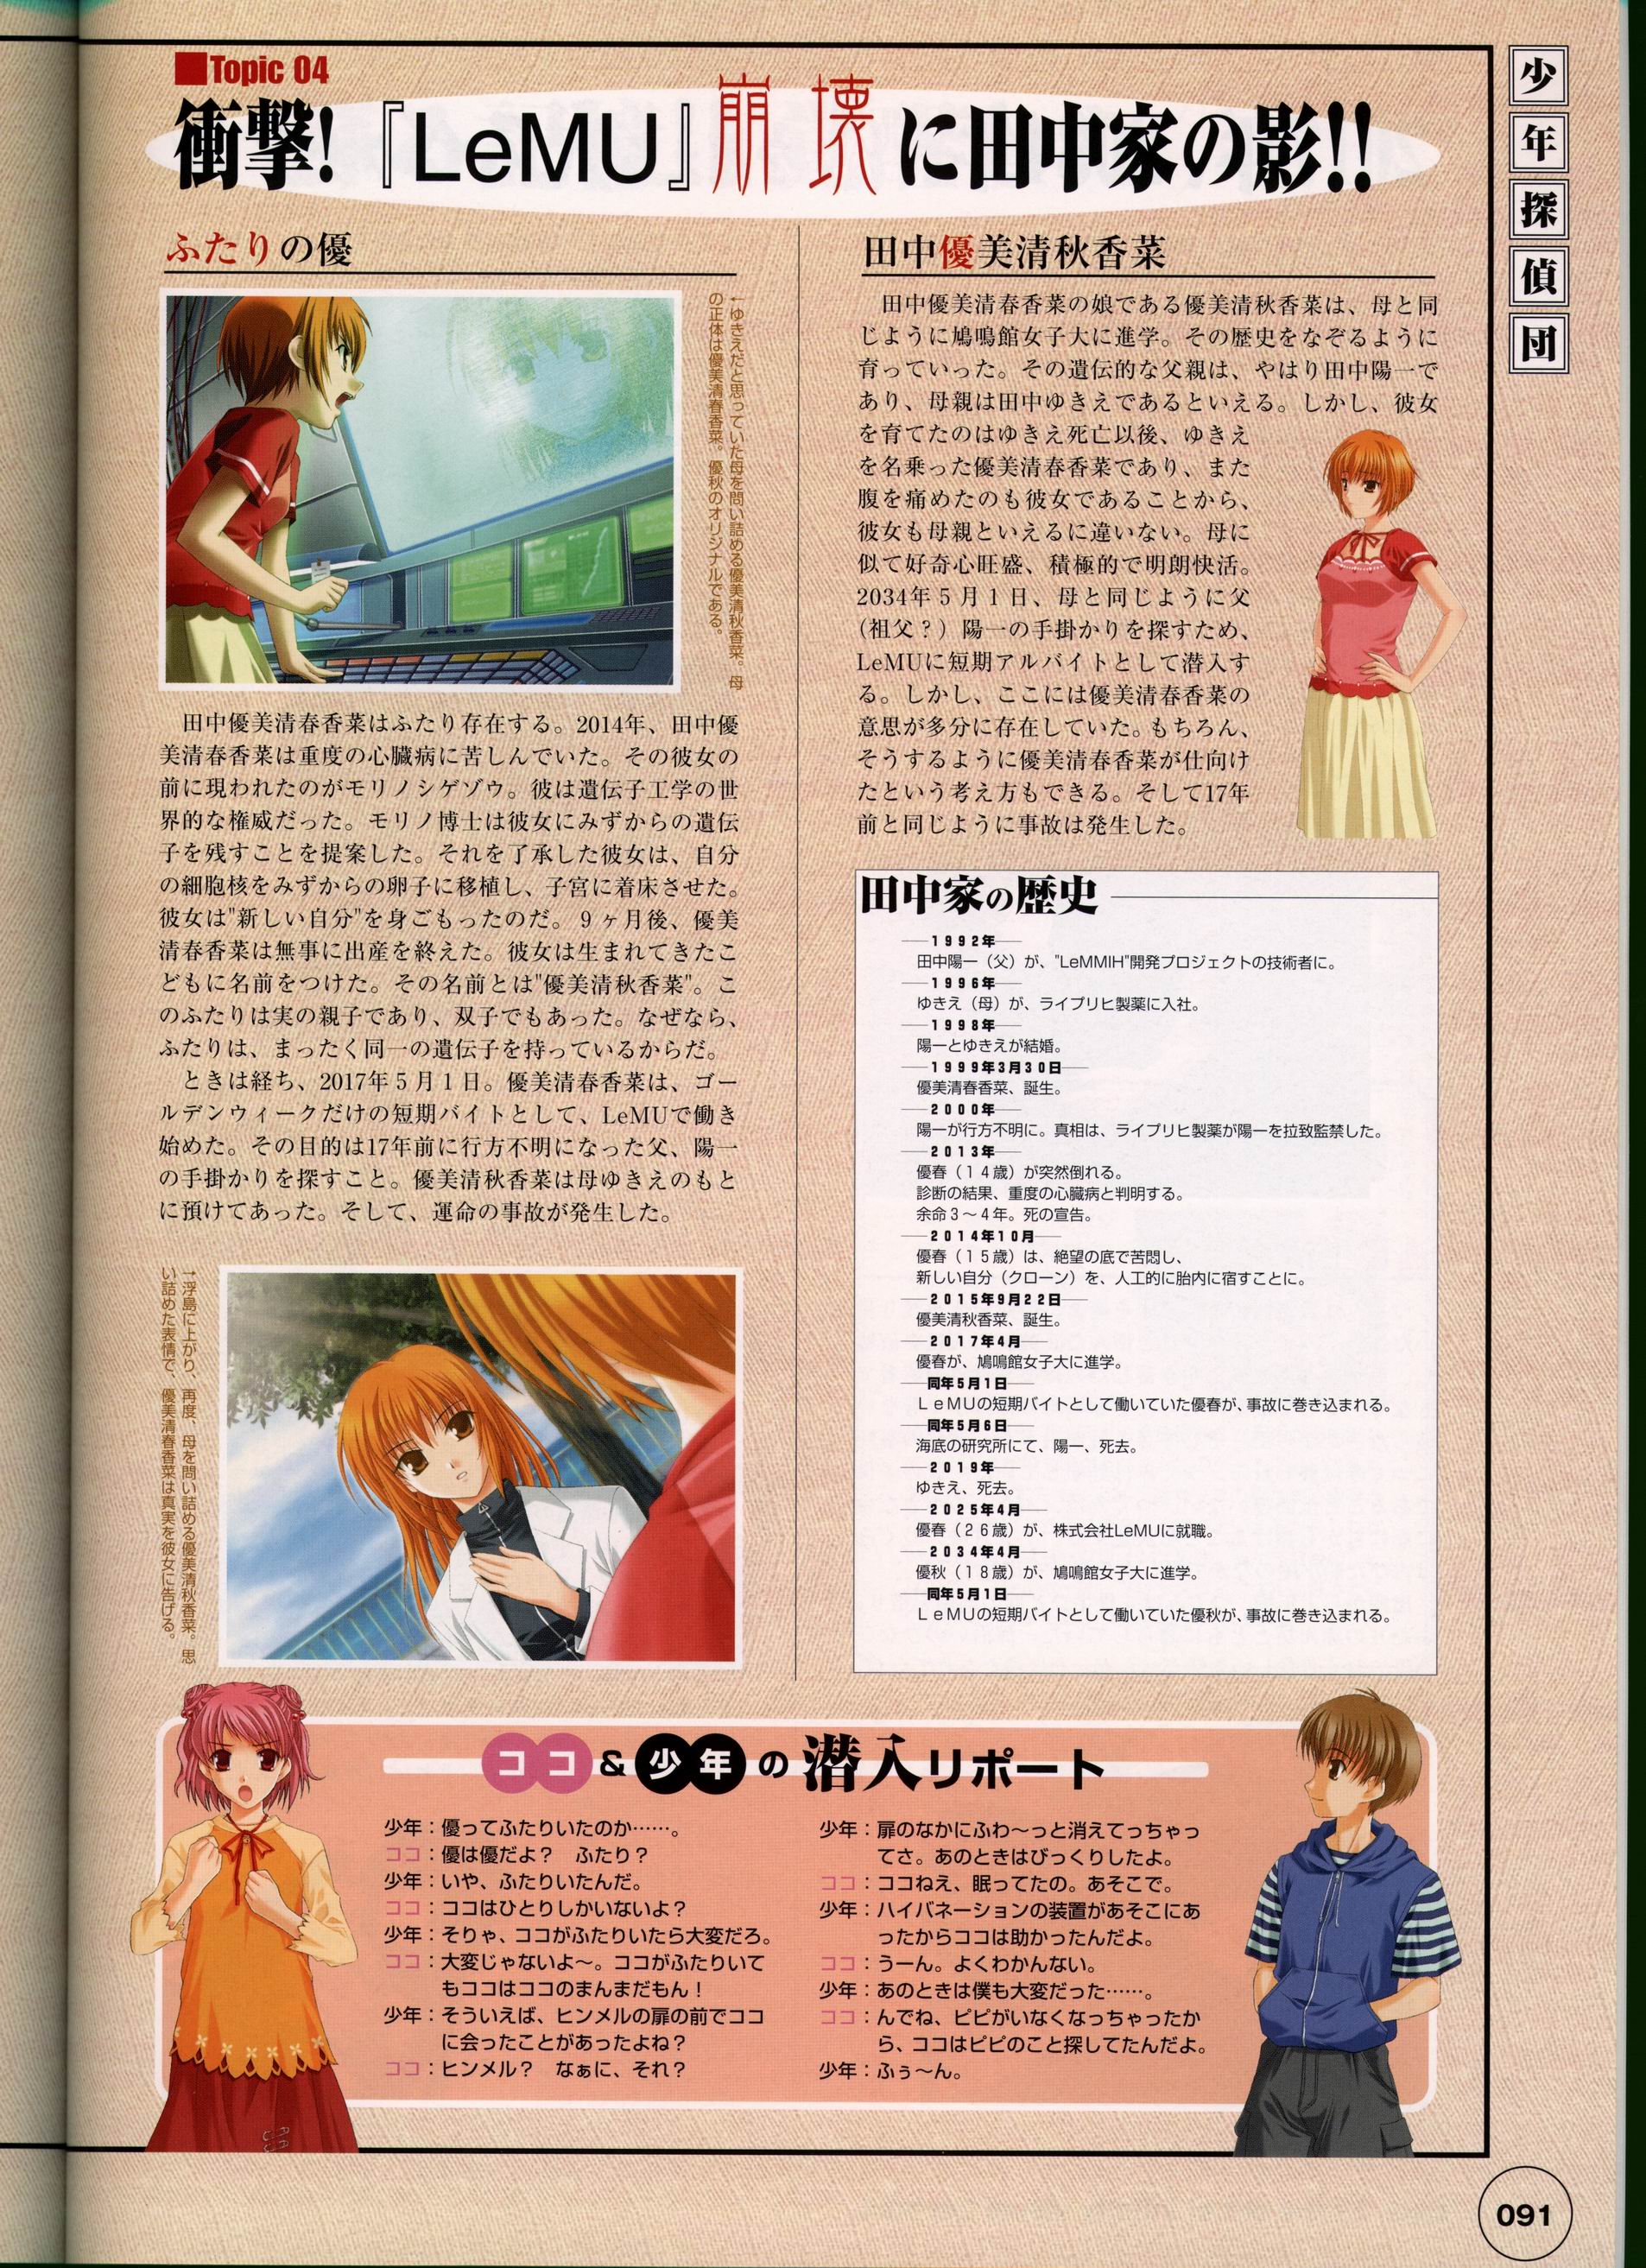 ■Topic 04
衝撃!『LeMU』崩壊に田中家の影!!
少年探偵団
ふたりの優
←ゆきえだと思っていた母を問い詰める優美清秋香菜。母
の正体は優美清春香菜。優秋のオリジナルである。
　田中優美清春香菜はふたり存在する。2014年、田中優
美清春香菜は重度の心臓病に苦しんでいた。その彼女の
前に現われたのがモリノシゲゾウ。彼は遺伝子工学の世
界的な権威だった。モリノ博士は彼女にみずからの遺伝
子を残すことを提案した。それを了承した彼女は、自分
の細胞核をみずからの卵子に移植し、子宮に着床させた。
彼女は"新しい自分"を身ごもったのだ。9ヶ月後、優美
清春香菜は無事に出産を終えた。彼女は生まれてきたこ
どもに名前をつけた。その名前とは"優美清秋香菜"。こ
のふたりは実の親子であり、双子でもあった。なぜなら、
ふたりは、まったく同一の遺伝子を持っているからだ。
　ときは経ち、2017年5月1日。優美清春香菜は、ゴー
ルデンウィークだけの短期バイトとして、LeMUで働き
始めた。その目的は17年前に行方不明になった父、陽一
の手掛かりを探すこと。優美清秋香菜は母ゆきえのもと
に預けてあった。そして、運命の事故が発生した。
→浮島に上がり、再度、母を問い詰める優美清秋香菜。思
い詰めた表情で、優美清春香菜は真実を彼女に告げる。
田中優美清秋香菜
　田中優美清春香菜の娘である優美清秋香菜は、母と同
じように鳩鳴館女子大に進学。その歴史をなぞるように
育っていった。その遺伝的な父親は、やはり田中陽一で
あり、母親は田中ゆきえであるといえる。しかし、彼女
を育てたのはゆきえ死亡以後、ゆきえ
を名乗った優美清春香菜であり、また
腹を痛めたのも彼女であることから、
彼女も母親といえるに違いない。母に
似て好奇心旺盛、積極的で明朗快活。
2034年5月1日、母と同じように父
(祖父?)陽一の手掛かりを探すため、
LeMUに短期アルバイトとして潜入す
る。しかし、ここには優美清春香菜の
意思が多分に存在していた。もちろん、
そうするように優美清春香菜が仕向け
たという考え方もできる。そして17年
前と同じように事故は発生した。
田中家の歴史
1992年
田中陽一(父)が、"LeMMIH"開発プロジェクトの技術者に。
1996年
ゆきえ(母)が、ライプリヒ製薬に入社。
1998年
陽一とゆきえが結婚。
1999年3月30日
優美清春香菜、誕生。
2000年
陽一が行方不明に。真相は、ライプリヒ製薬が陽一を拉致監禁した。
2013年
優春(14歳)が突然倒れる。
診断の結果、重度の心臓病と判明する。
余命3〜4年。死の宣告。
2014年10月
優春(15歳)は、絶望の底で苦悶し、
新しい自分(クローン)を、人工的に胎内に宿すことに。
2015年9月22日
優美清秋香菜、誕生。
2017年4月
優春が、鳩鳴館女子大に進学。
同年5月1日
LeMUの短期バイトとして働いていた優春が、事故に巻き込まれる。
同年5月6日
海底の研究所にて、陽一、死去。
2019年
ゆきえ、死去。
2025年4月
優春(26歳)が、株式会社LeMUに就職。
2034年4月
優秋(18歳)が、鳩鳴館女子大に進学。
同年5月1日
LeMUの短期バイトとして働いていた優秋が、事故に巻き込まれる。
ココ&少年の潜入リポート
少年：優ってふたりいたのか……。
ココ：優は優だよ?　ふたり?
少年：いや、ふたりいたんだ。
ココ：ココはひとりしかいないよ?
少年：そりゃ、ココがふたりいたら大変だろ。
ココ：大変じゃないよ〜。ココがふたりいて
もココはココのまんまだもん!
少年：そういえば、ヒンメルの扉の前でココ
に会ったことがあったよね?
ココ：ヒンメル?　なぁに、それ?
少年：扉のなかにふわ〜っと消えてっちゃっ
てさ。あのときはびっくりしたよ。
ココ：ココねえ、眠ってたの。あそこで。
少年：ハイバネーションの装置があそこにあ
ったからココは助かったんだよ。
ココ：うーん。よくわかんない。
少年：あのときは僕も大変だった……。
ココ：んでね、ピピがいなくなっちゃったか
ら、ココはピピのこと探してたんだよ。
少年：ふぅ〜ん。
091